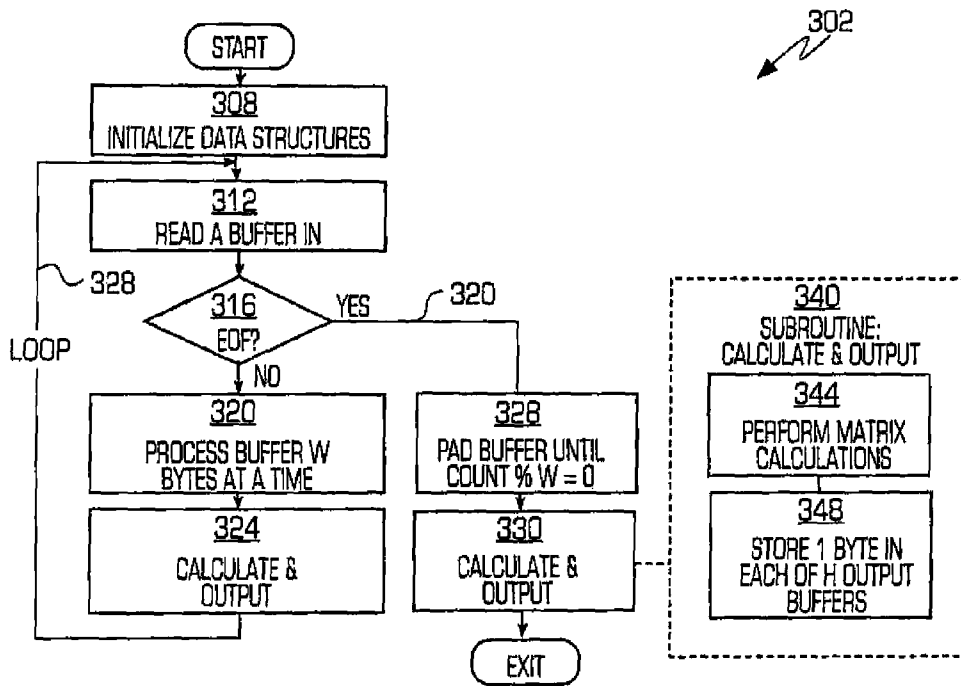 302
START
308
INITIALIZE DATA STRUCTURES
312
READ A BUFFER IN
328
316
EOF?
YES
320
LOOP
NO
320
PROCESS BUFFER W
BYTES AT A TIME
324
CALCULATE &
OUTPUT
328
PAD BUFFER UNTIL
COUNT % W = 0
330
CALCULATE &
OUTPUT
EXIT
340
SUBROUTINE:
CALCULATE & OUTPUT
344
PERFORM MATRIX
CALCULATIONS
348
STORE 1 BYTE IN
EACH OF H OUTPUT
BUFFERS